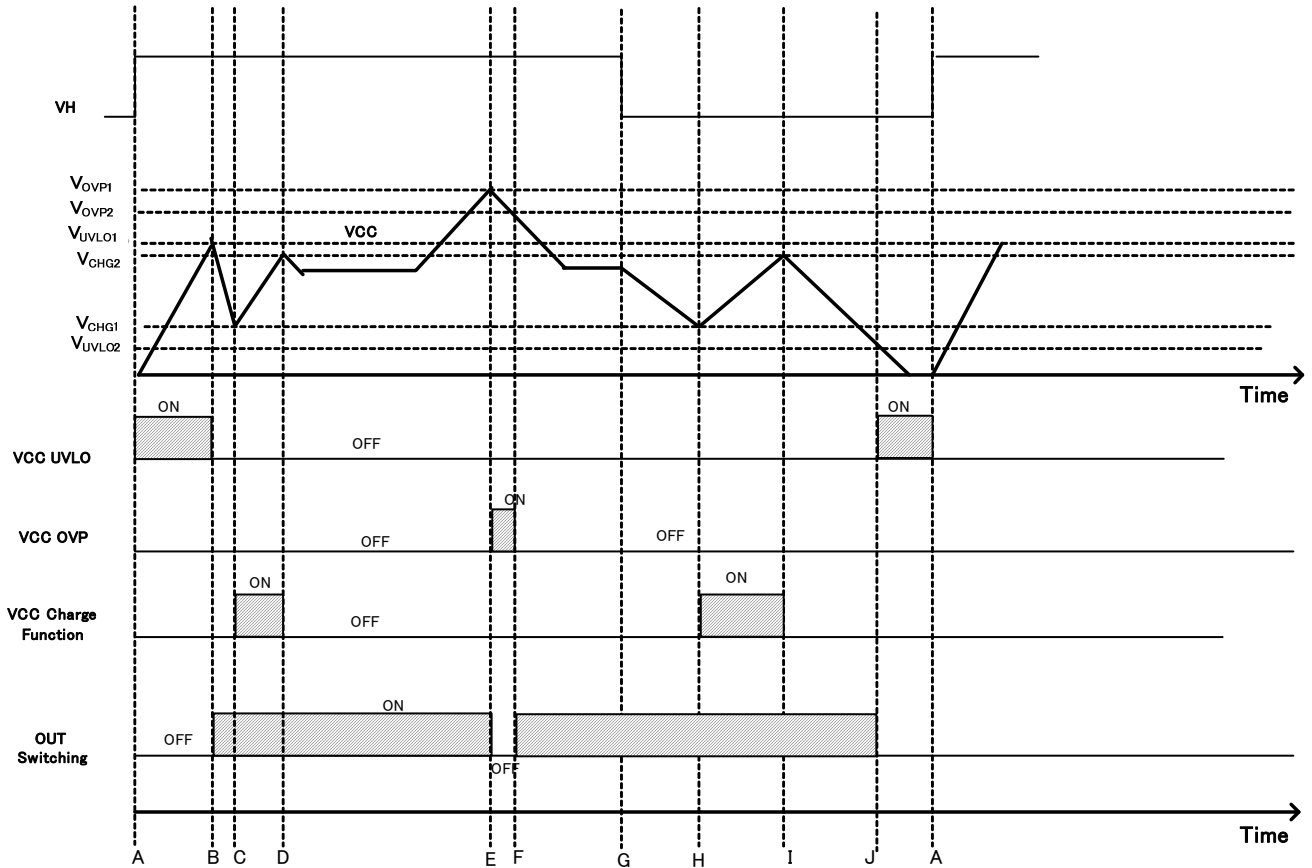 VH
VOVP1
VOVP2
VUVLO1
VCC
VCHG2
VCHG1
VUVLO2
Time
ON
ON
VCC UVLO
OFF
ON
VCC OVP
OFF
OFF
ON
ON
VCC Charge
Function
OFF
ON
OUT
Switching
OFF
OFF
Time
A B C D E F G H I J A